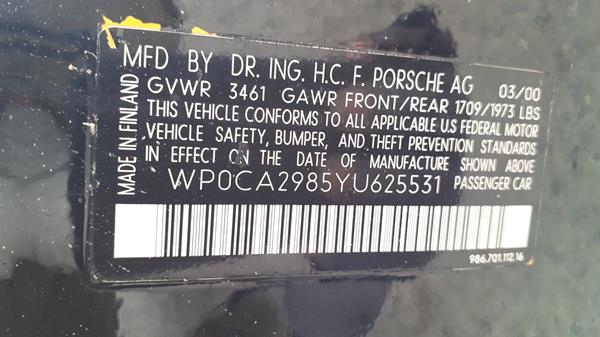 MFD BY DR. ING. H.C. F. PORSCHE AG 03/00
GVWR 3461 GAWR FRONT/REAR 1709/1973 LBS
THIS VEHICLE CONFORMS TO ALL APPLICABLE U.S FEDERAL MOTOR
VEHICLE SAFETY, BUMPER, AND THEFT PREVENTION STANDARDS
IN EFFECT ON THE DATE OF MANUFACTURE SHOWN ABOVE
WP0CA2985YU625531 PASSENGER CAR
MADE IN FINLAND
986.701.112.16